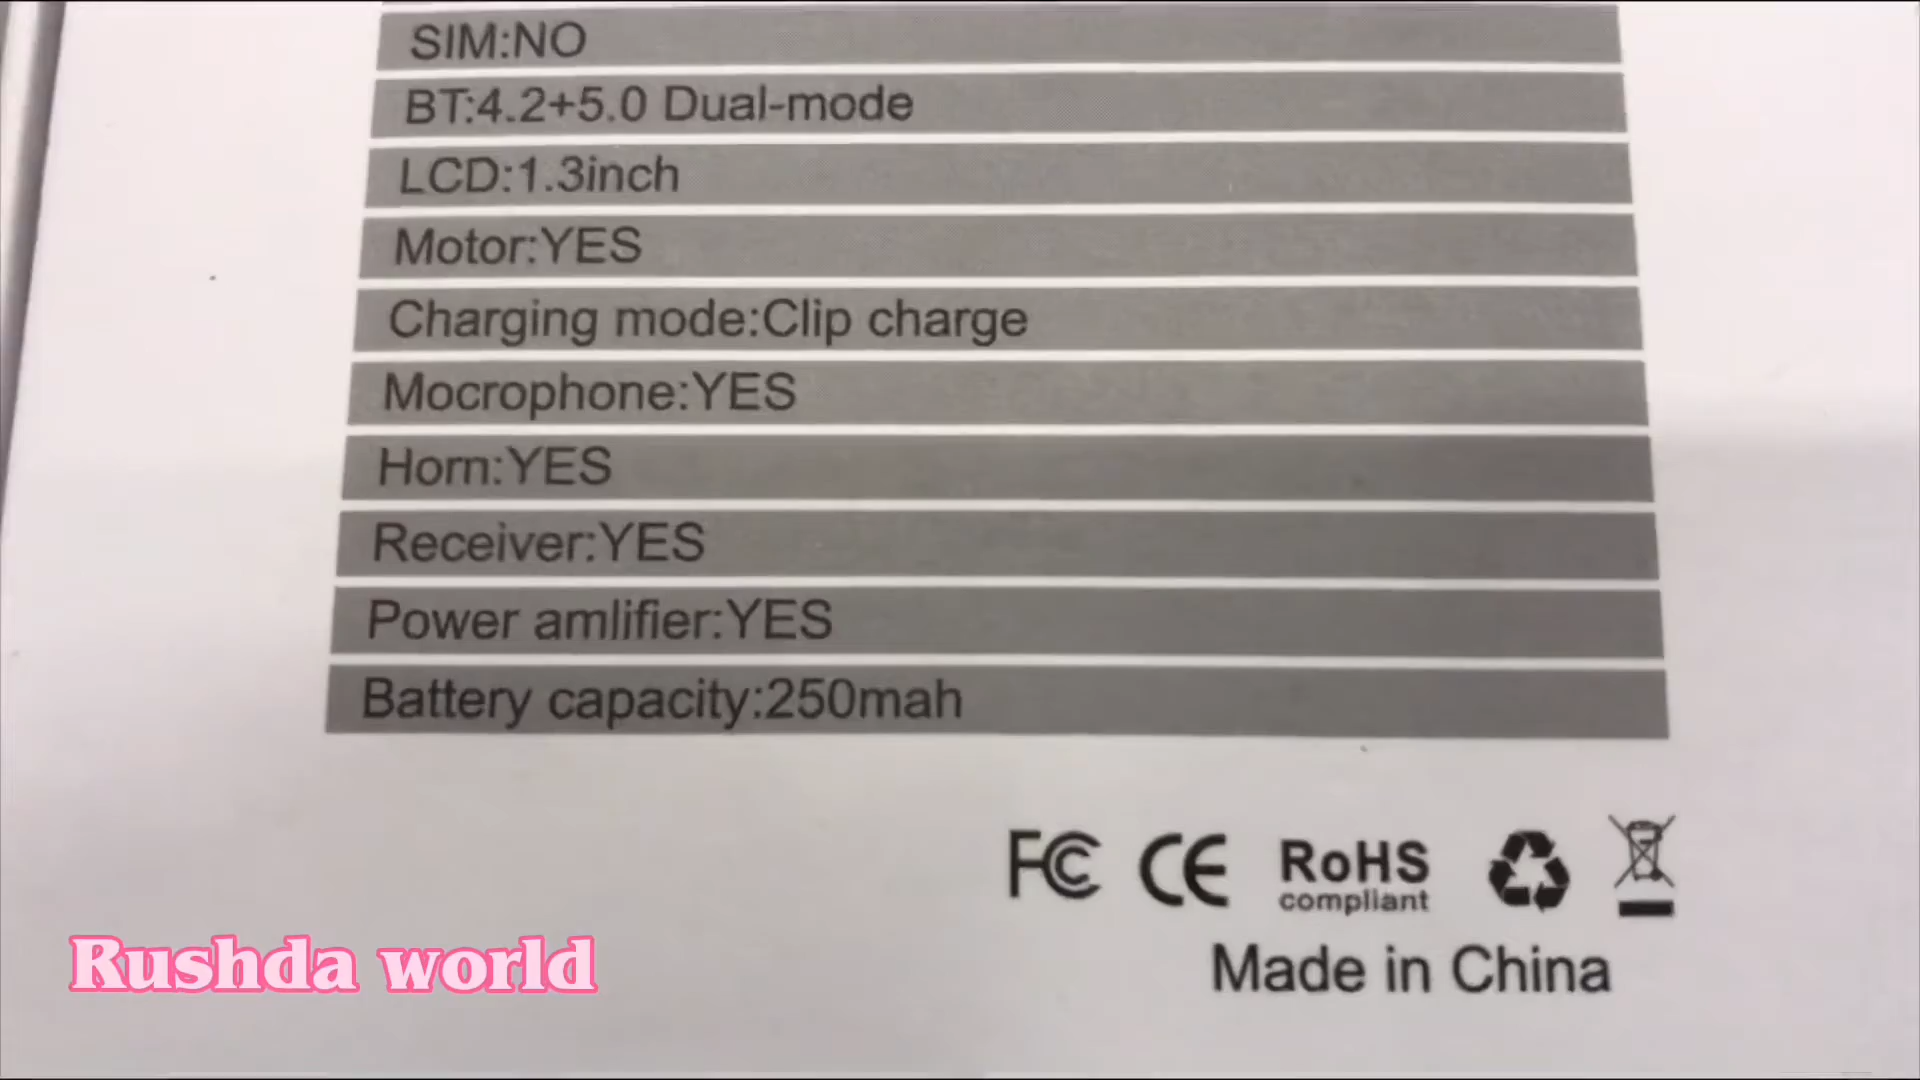 SIM:NO
BT:4.2+5.0 Dual-mode
LCD:1.3inch
Motor:YES
Charging mode:Clip charge
Mocrophone:YES
Horn:YES
Receiver:YES
Power amlifier:YES
Battery capacity:250mah
FC CE RoHS
compliant
Made in China
Rushda world